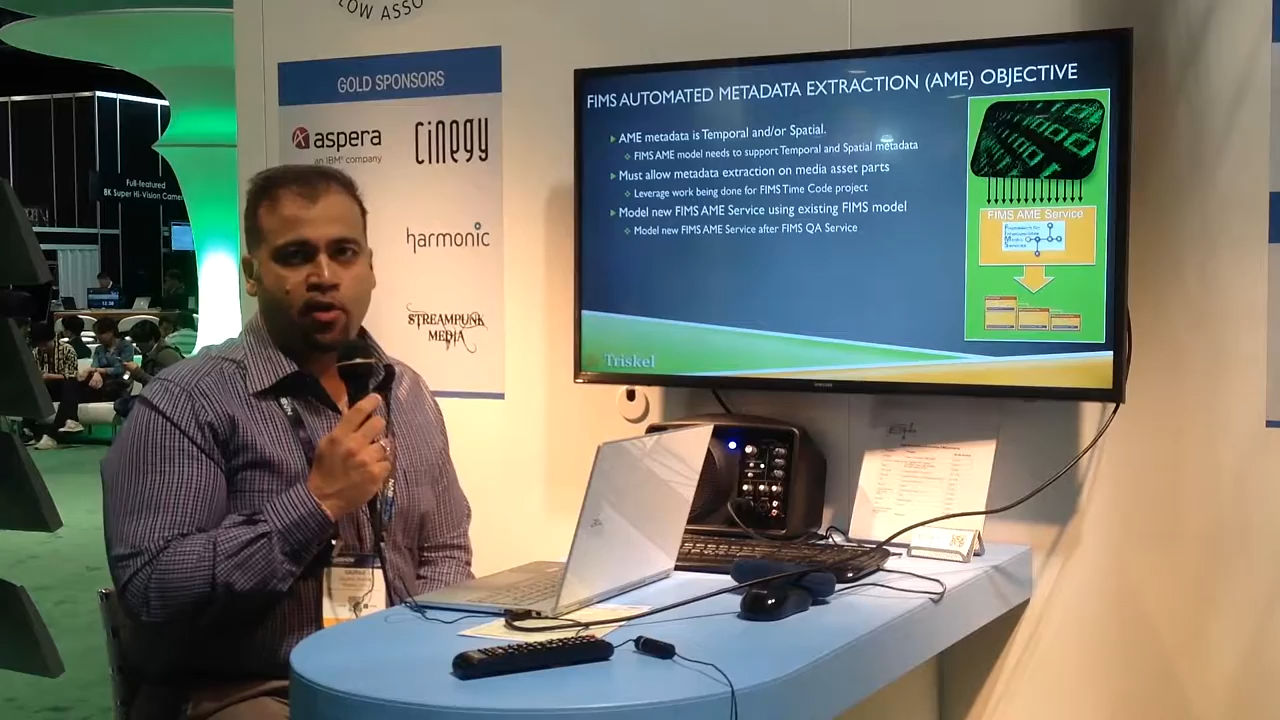 LOW ASSO
GOLD SPONSORS
aspera
an IBM company
cinegy
harmonic
STREAMPUNK
MEDIA
Full-featured
8K Super Hi-Vision Camer
FIMS AUTOMATED METADATA EXTRACTION (AME) OBJECTIVE
AME metadata is Temporal and/or Spatial.
FIMS AME model needs to support Temporal and Spatial metadata
Must allow metadata extraction on media asset parts
Leverage work being done for FIMS Time Code project
Model new FIMS AME Service using existing FIMS model
Model new FIMS AME Service after FIMS QA Service
FIMS AME Service
Triskel
SAMSUNG